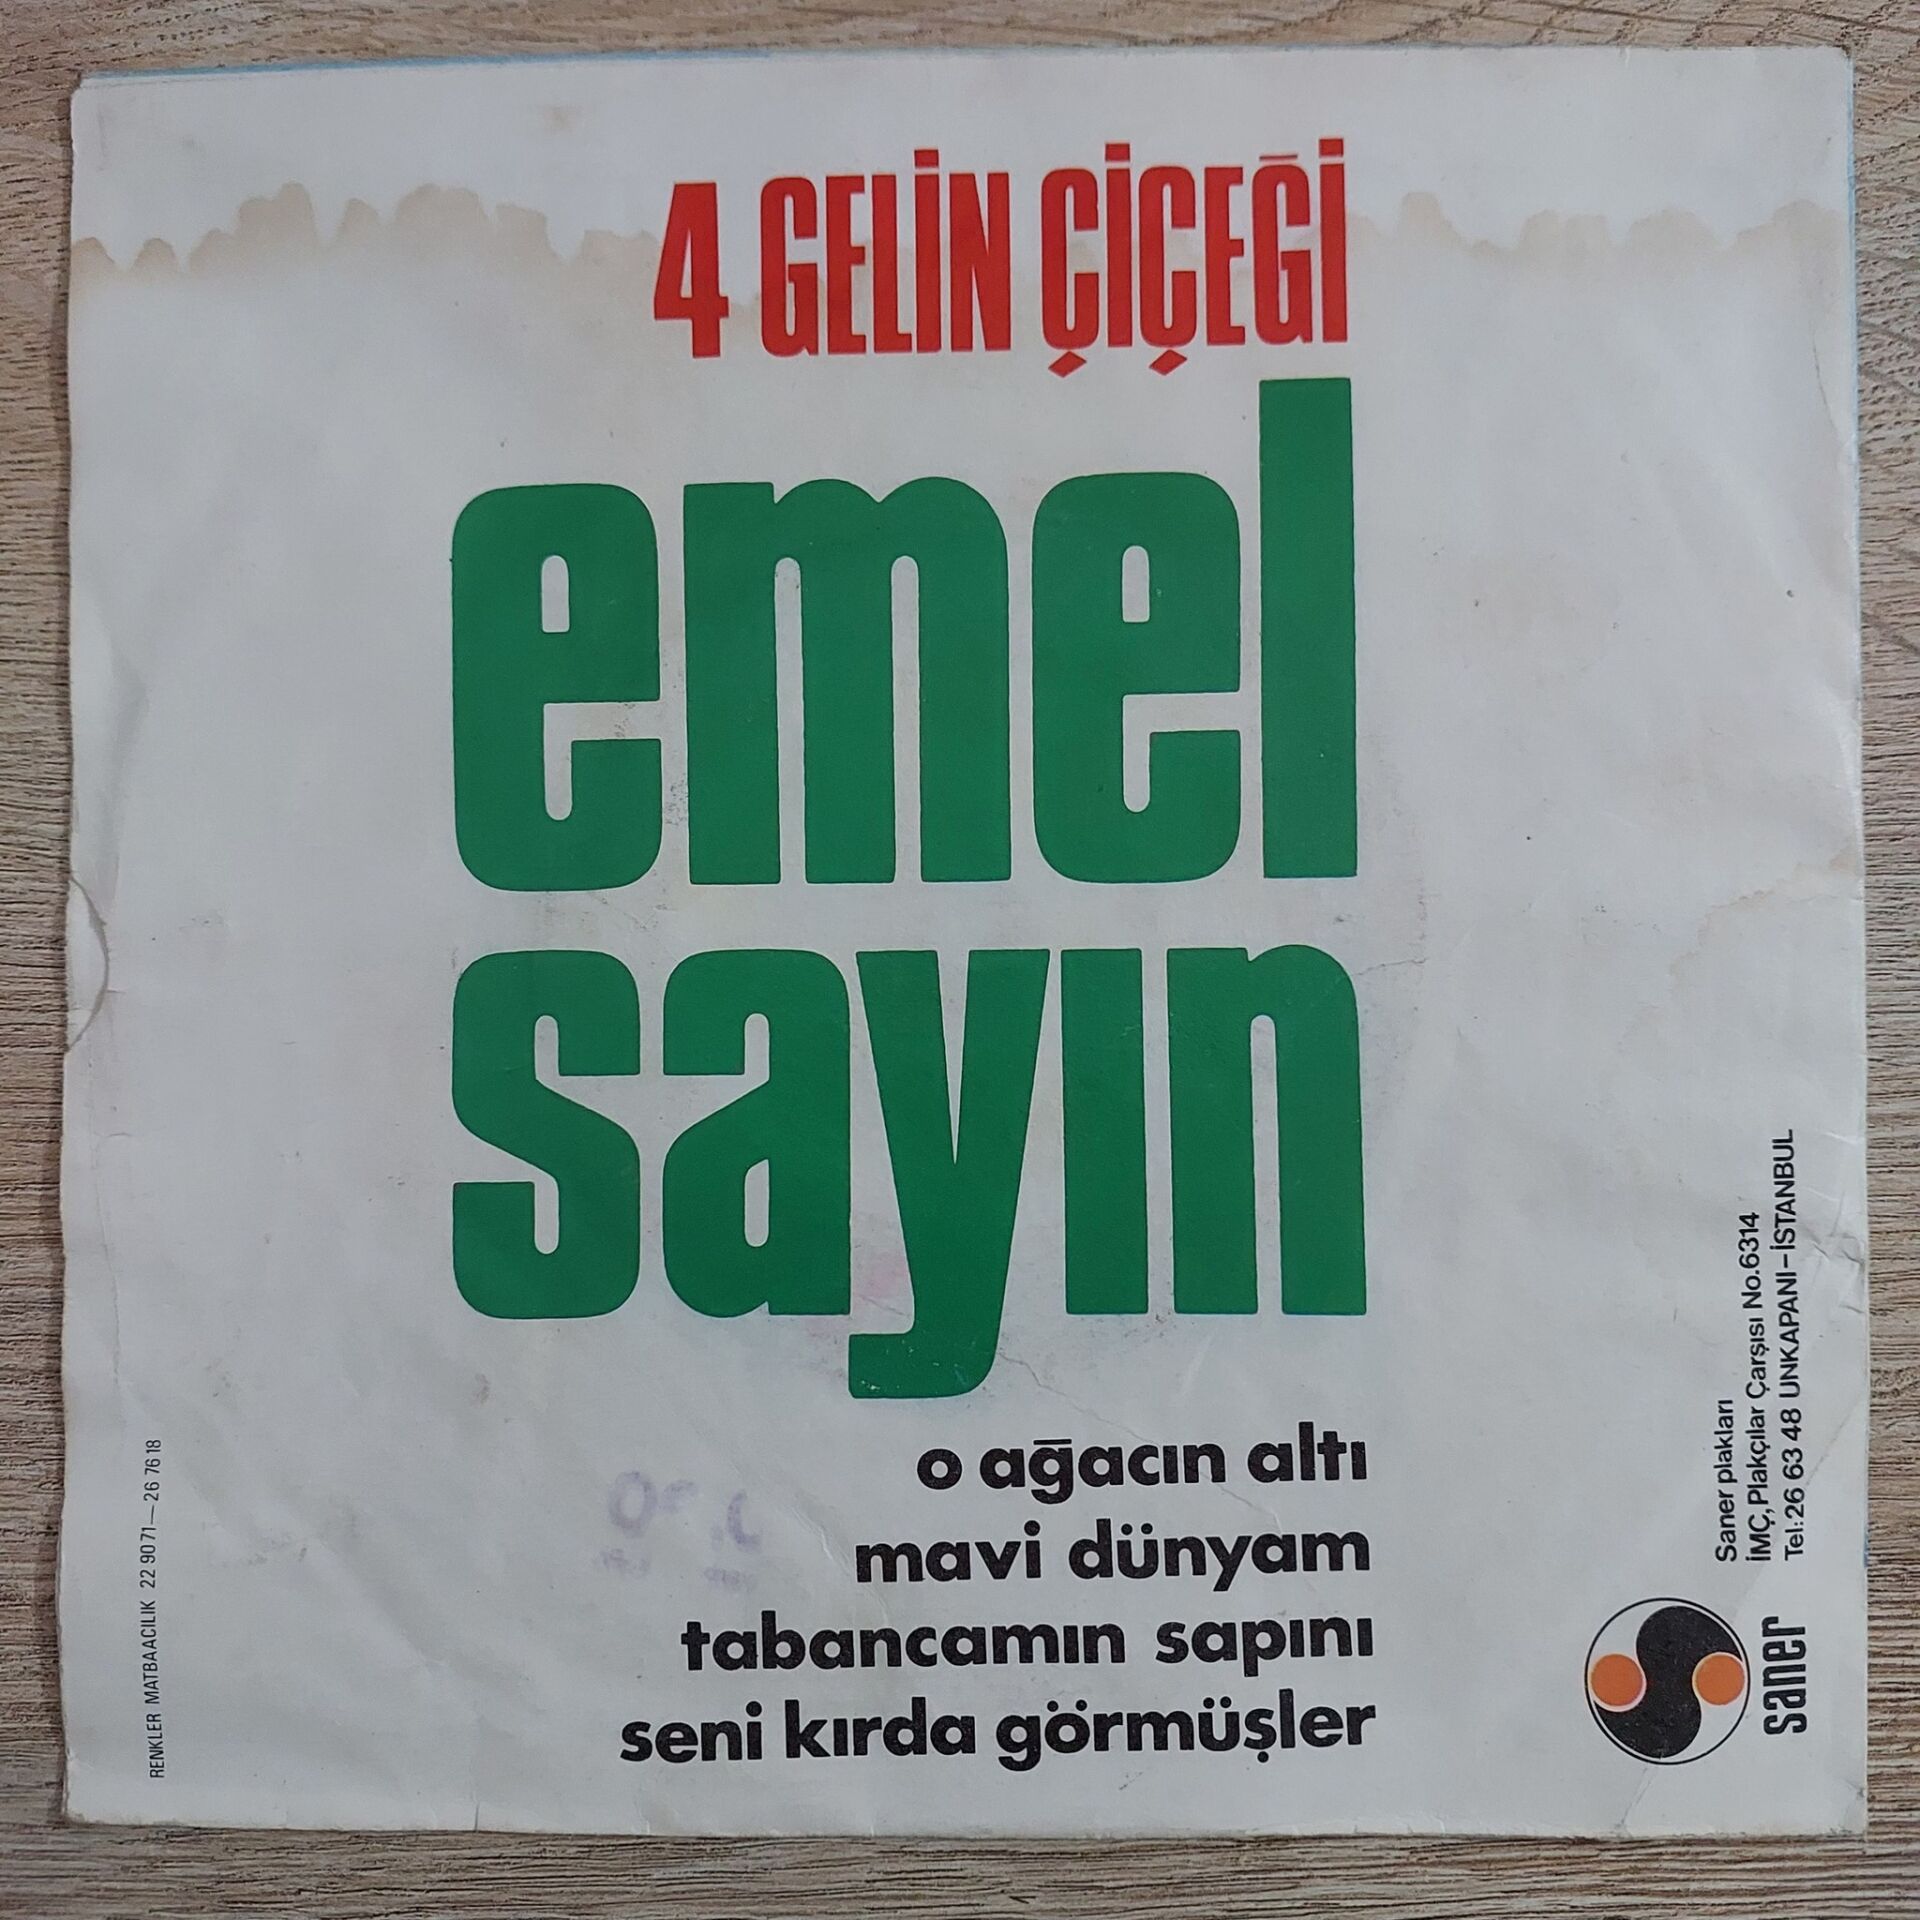 4 GELİN ÇİÇEĞİ
emel
sayın
o ağacın altı
mavi dünyam
tabancamın sapını
seni kırda görmüşler
RENKLER MATBAACILIK 22 90 71—26 76 18
Saner plakları
İMÇ, Plakçılar Çarşısı No.6314
Tel:26 63 48 UNKAPANI-İSTANBUL
saner